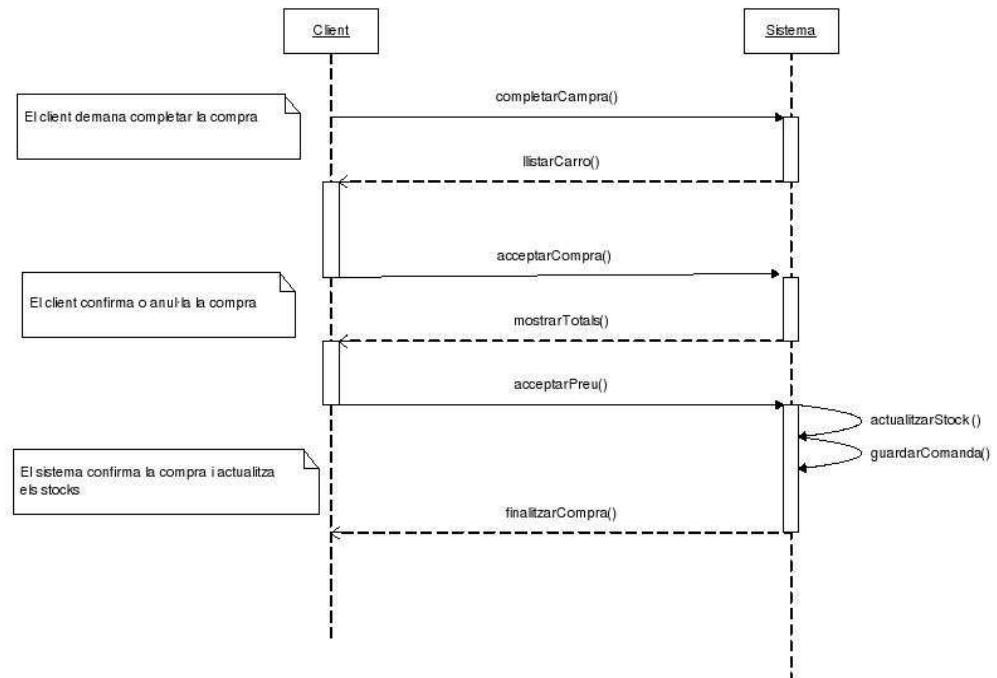 Client
Sistema
completarCampra()
El client demana completar la compra
llistarCarro()
acceptarCompra()
El client confirma o anul·la la compra
mostrarTotals()
acceptarPreu()
actualitzarStock()
guardarComanda()
El sistema confirma la compra i actualitza
els stocks
finalitzarCompra()